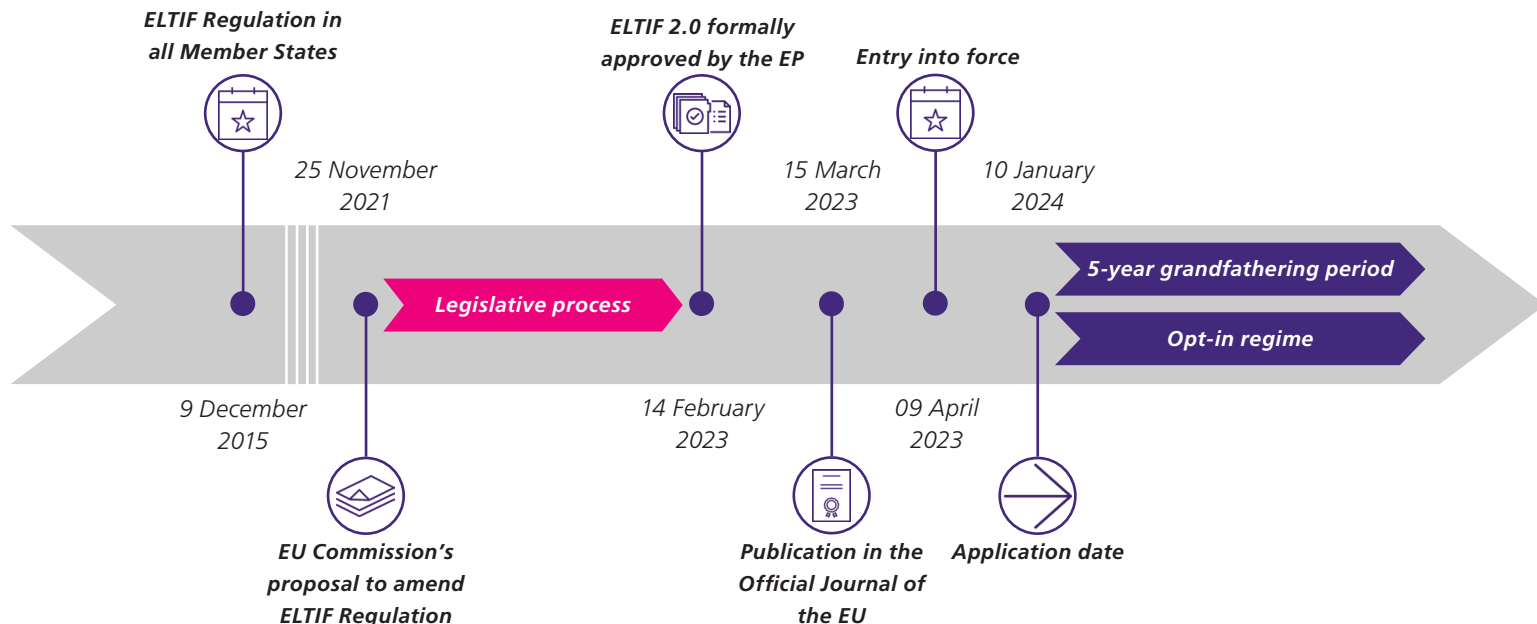 ELTIF Regulation in
all Member States
ELTIF 2.0 formally
approved by the EP
Entry into force
25 November
2021
15 March
2023
10 January
2024
Legislative process
5-year grandfathering period
Opt-in regime
9 December
2015
14 February
2023
09 April
2023
EU Commission’s
proposal to amend
ELTIF Regulation
Publication in the
Official Journal of
the EU
Application date